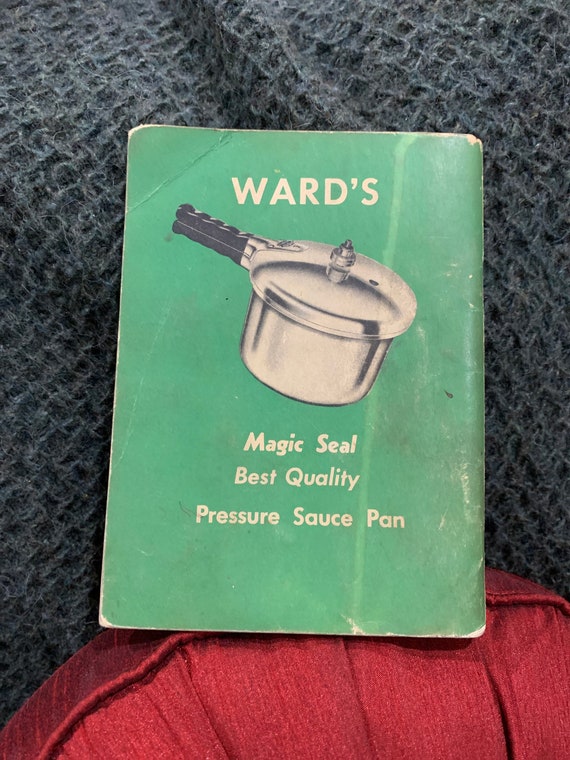 WARD'S
Magic Seal
Best Quality
Pressure Sauce Pan